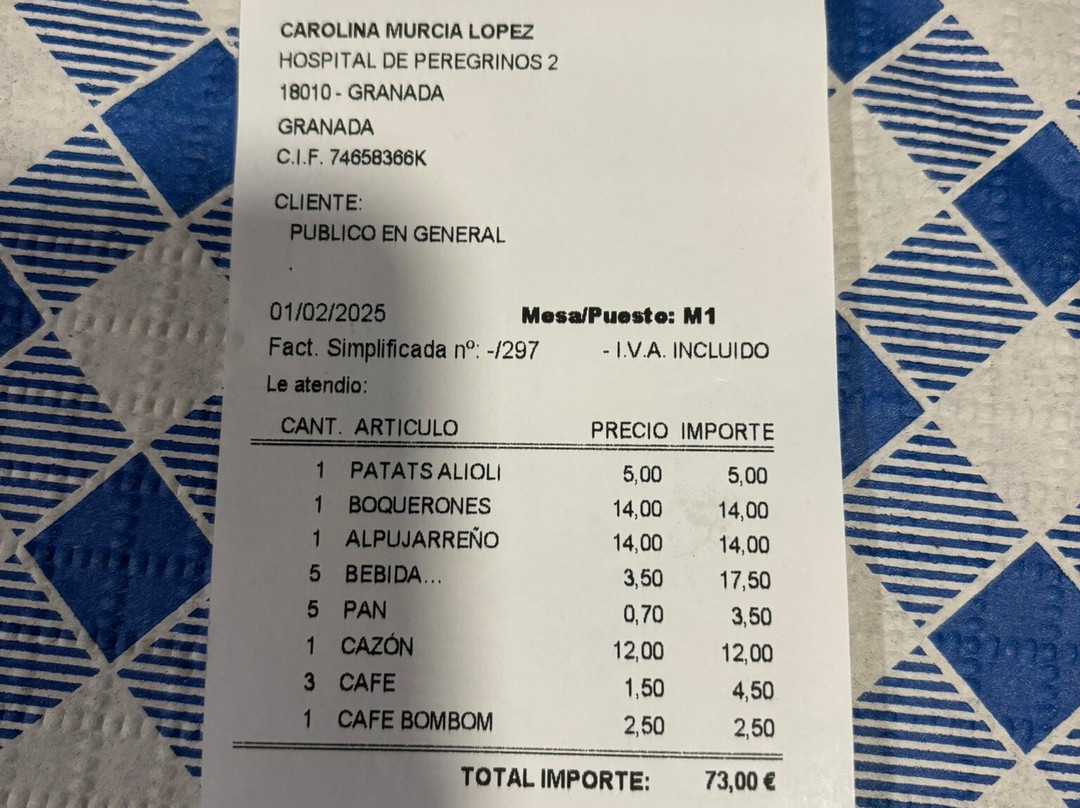 CAROLINA MURCIA LOPEZ
HOSPITAL DE PEREGRINOS 2
18010 - GRANADA
GRANADA
C.I.F. 74658366K
CLIENTE:
PUBLICO EN GENERAL
.
01/02/2025 Mesa/Puesto: M1
Fact. Simplificada nº: -/297 - I.V.A. INCLUIDO
Le atendio:
CANT. ARTICULO PRECIO IMPORTE
1 PATATS ALIOLI 5,00 5,00
1 BOQUERONES 14,00 14,00
1 ALPUJARREÑO 14,00 14,00
5 BEBIDA... 3,50 17,50
5 PAN 0,70 3,50
1 CAZÓN 12,00 12,00
3 CAFE 1,50 4,50
1 CAFE BOMBOM 2,50 2,50
TOTAL IMPORTE: 73,00 €